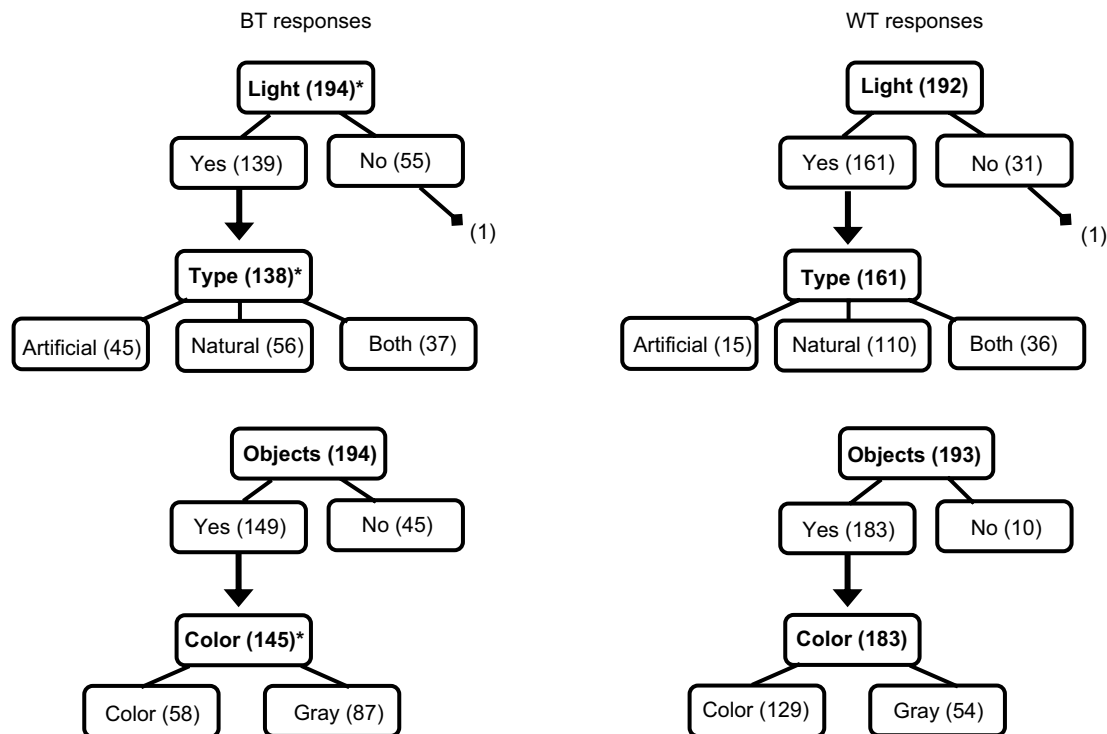 BT responses
WT responses
Light (194)*
Light (192)
Yes (139)
No (55)
Yes (161)
No (31)
(1)
(1)
Type (138)*
Type (161)
Artificial (45)
Natural (56)
Both (37)
Artificial (15)
Natural (110)
Both (36)
Objects (194)
Objects (193)
Yes (149)
No (45)
Yes (183)
No (10)
Color (145)*
Color (183)
Color (58)
Gray (87)
Color (129)
Gray (54)